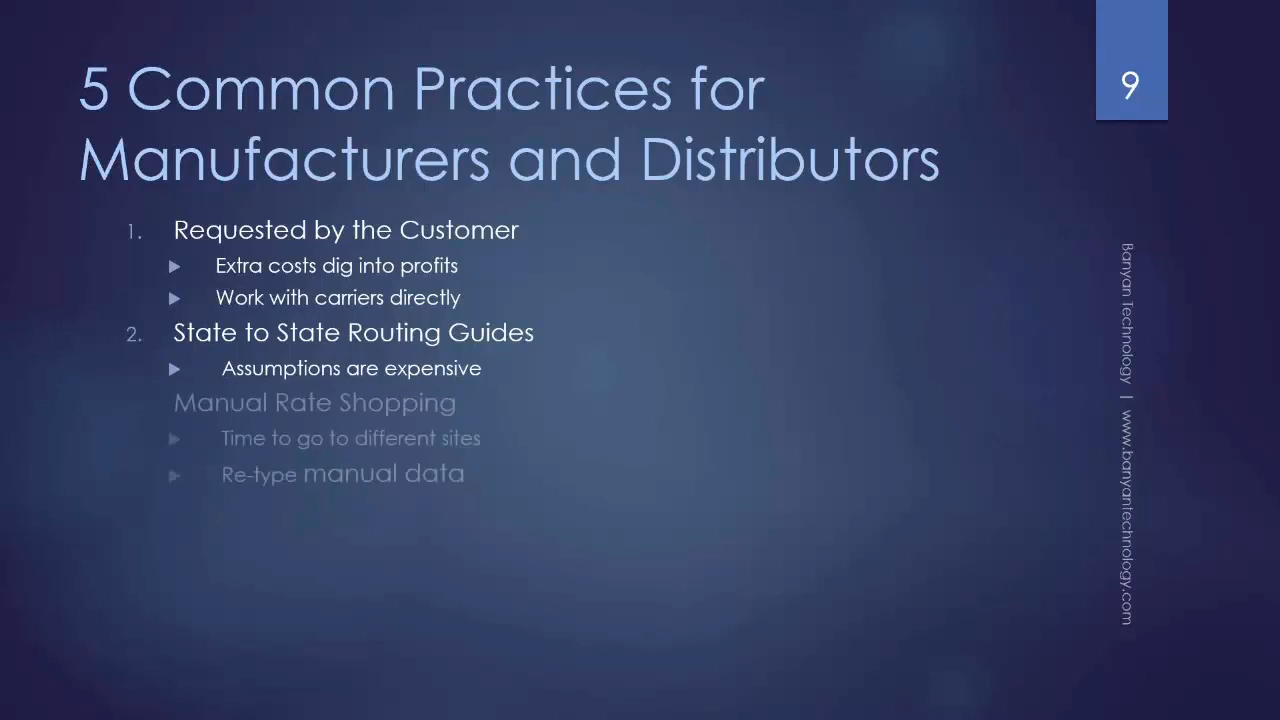 5 Common Practices for
Manufacturers and Distributors
9
1. Requested by the Customer
Extra costs dig into profits
Work with carriers directly
2. State to State Routing Guides
Assumptions are expensive
Manual Rate Shopping
Time to go to different sites
Re-type manual data
Banyan Technology | www.banyantechnology.com